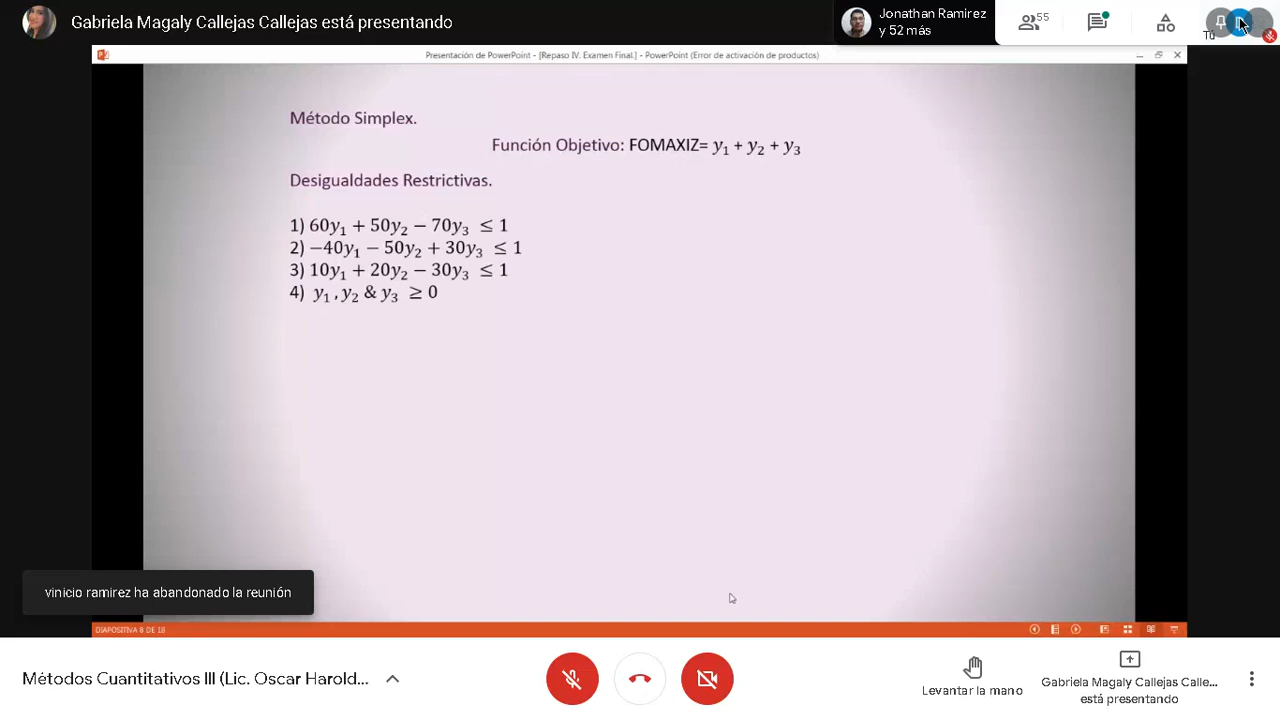 Gabriela Magaly Callejas Callejas está presentando
Jonathan Ramirez
y 52 más
55
Tú
Presentación de PowerPoint - [Repaso IV. Examen Final.] - PowerPoint (Error de activación de productos)
Método Simplex.
Función Objetivo: FOMAXIZ= y₁ + y₂ + y₃
Desigualdades Restrictivas.
1) 60y₁ + 50y₂ − 70y₃ ≤ 1
2) −40y₁ − 50y₂ + 30y₃ ≤ 1
3) 10y₁ + 20y₂ − 30y₃ ≤ 1
4) y₁ , y₂ & y₃ ≥ 0
vinicio ramirez ha abandonado la reunión
DIAPOSITIVA 8 DE 18
Métodos Cuantitativos III (Lic. Oscar Harold...
Levantar la mano
Gabriela Magaly Callejas Calle...
está presentando